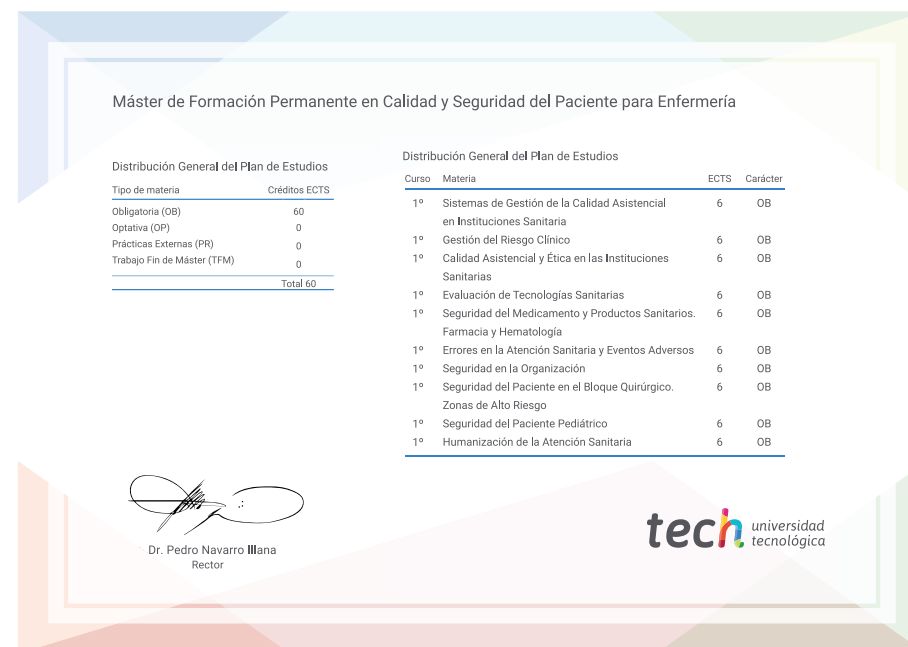 Máster de Formación Permanente en Calidad y Seguridad del Paciente para Enfermería
Distribución General del Plan de Estudios
Tipo de materia Créditos ECTS
Obligatoria (OB) 60
Optativa (OP) 0
Prácticas Externas (PR) 0
Trabajo Fin de Máster (TFM) 0
Total 60
Distribución General del Plan de Estudios
Curso Materia ECTS Carácter
1º Sistemas de Gestión de la Calidad Asistencial 6 OB
en Instituciones Sanitaria
1º Gestión del Riesgo Clínico 6 OB
1º Calidad Asistencial y Ética en las Instituciones 6 OB
Sanitarias
1º Evaluación de Tecnologías Sanitarias 6 OB
1º Seguridad del Medicamento y Productos Sanitarios. 6 OB
Farmacia y Hematología
1º Errores en la Atención Sanitaria y Eventos Adversos 6 OB
1º Seguridad en la Organización 6 OB
1º Seguridad del Paciente en el Bloque Quirúrgico. 6 OB
Zonas de Alto Riesgo
1º Seguridad del Paciente Pediátrico 6 OB
1º Humanización de la Atención Sanitaria 6 OB
Dr. Pedro Navarro Illana
Rector
tech universidad
tecnológica